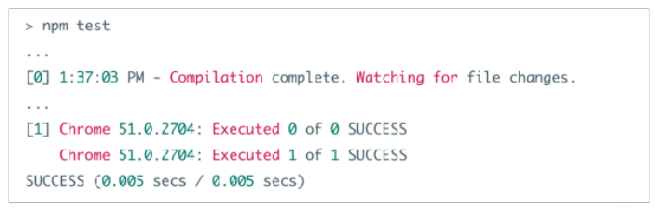 > npm test
...
[0] 1:37:03 PM - Compilation complete. Watching for file changes.
...
[1] Chrome 51.0.2704: Executed 0 of 0 SUCCESS
Chrome 51.0.2704: Executed 1 of 1 SUCCESS
SUCCESS (0.005 secs / 0.005 secs)